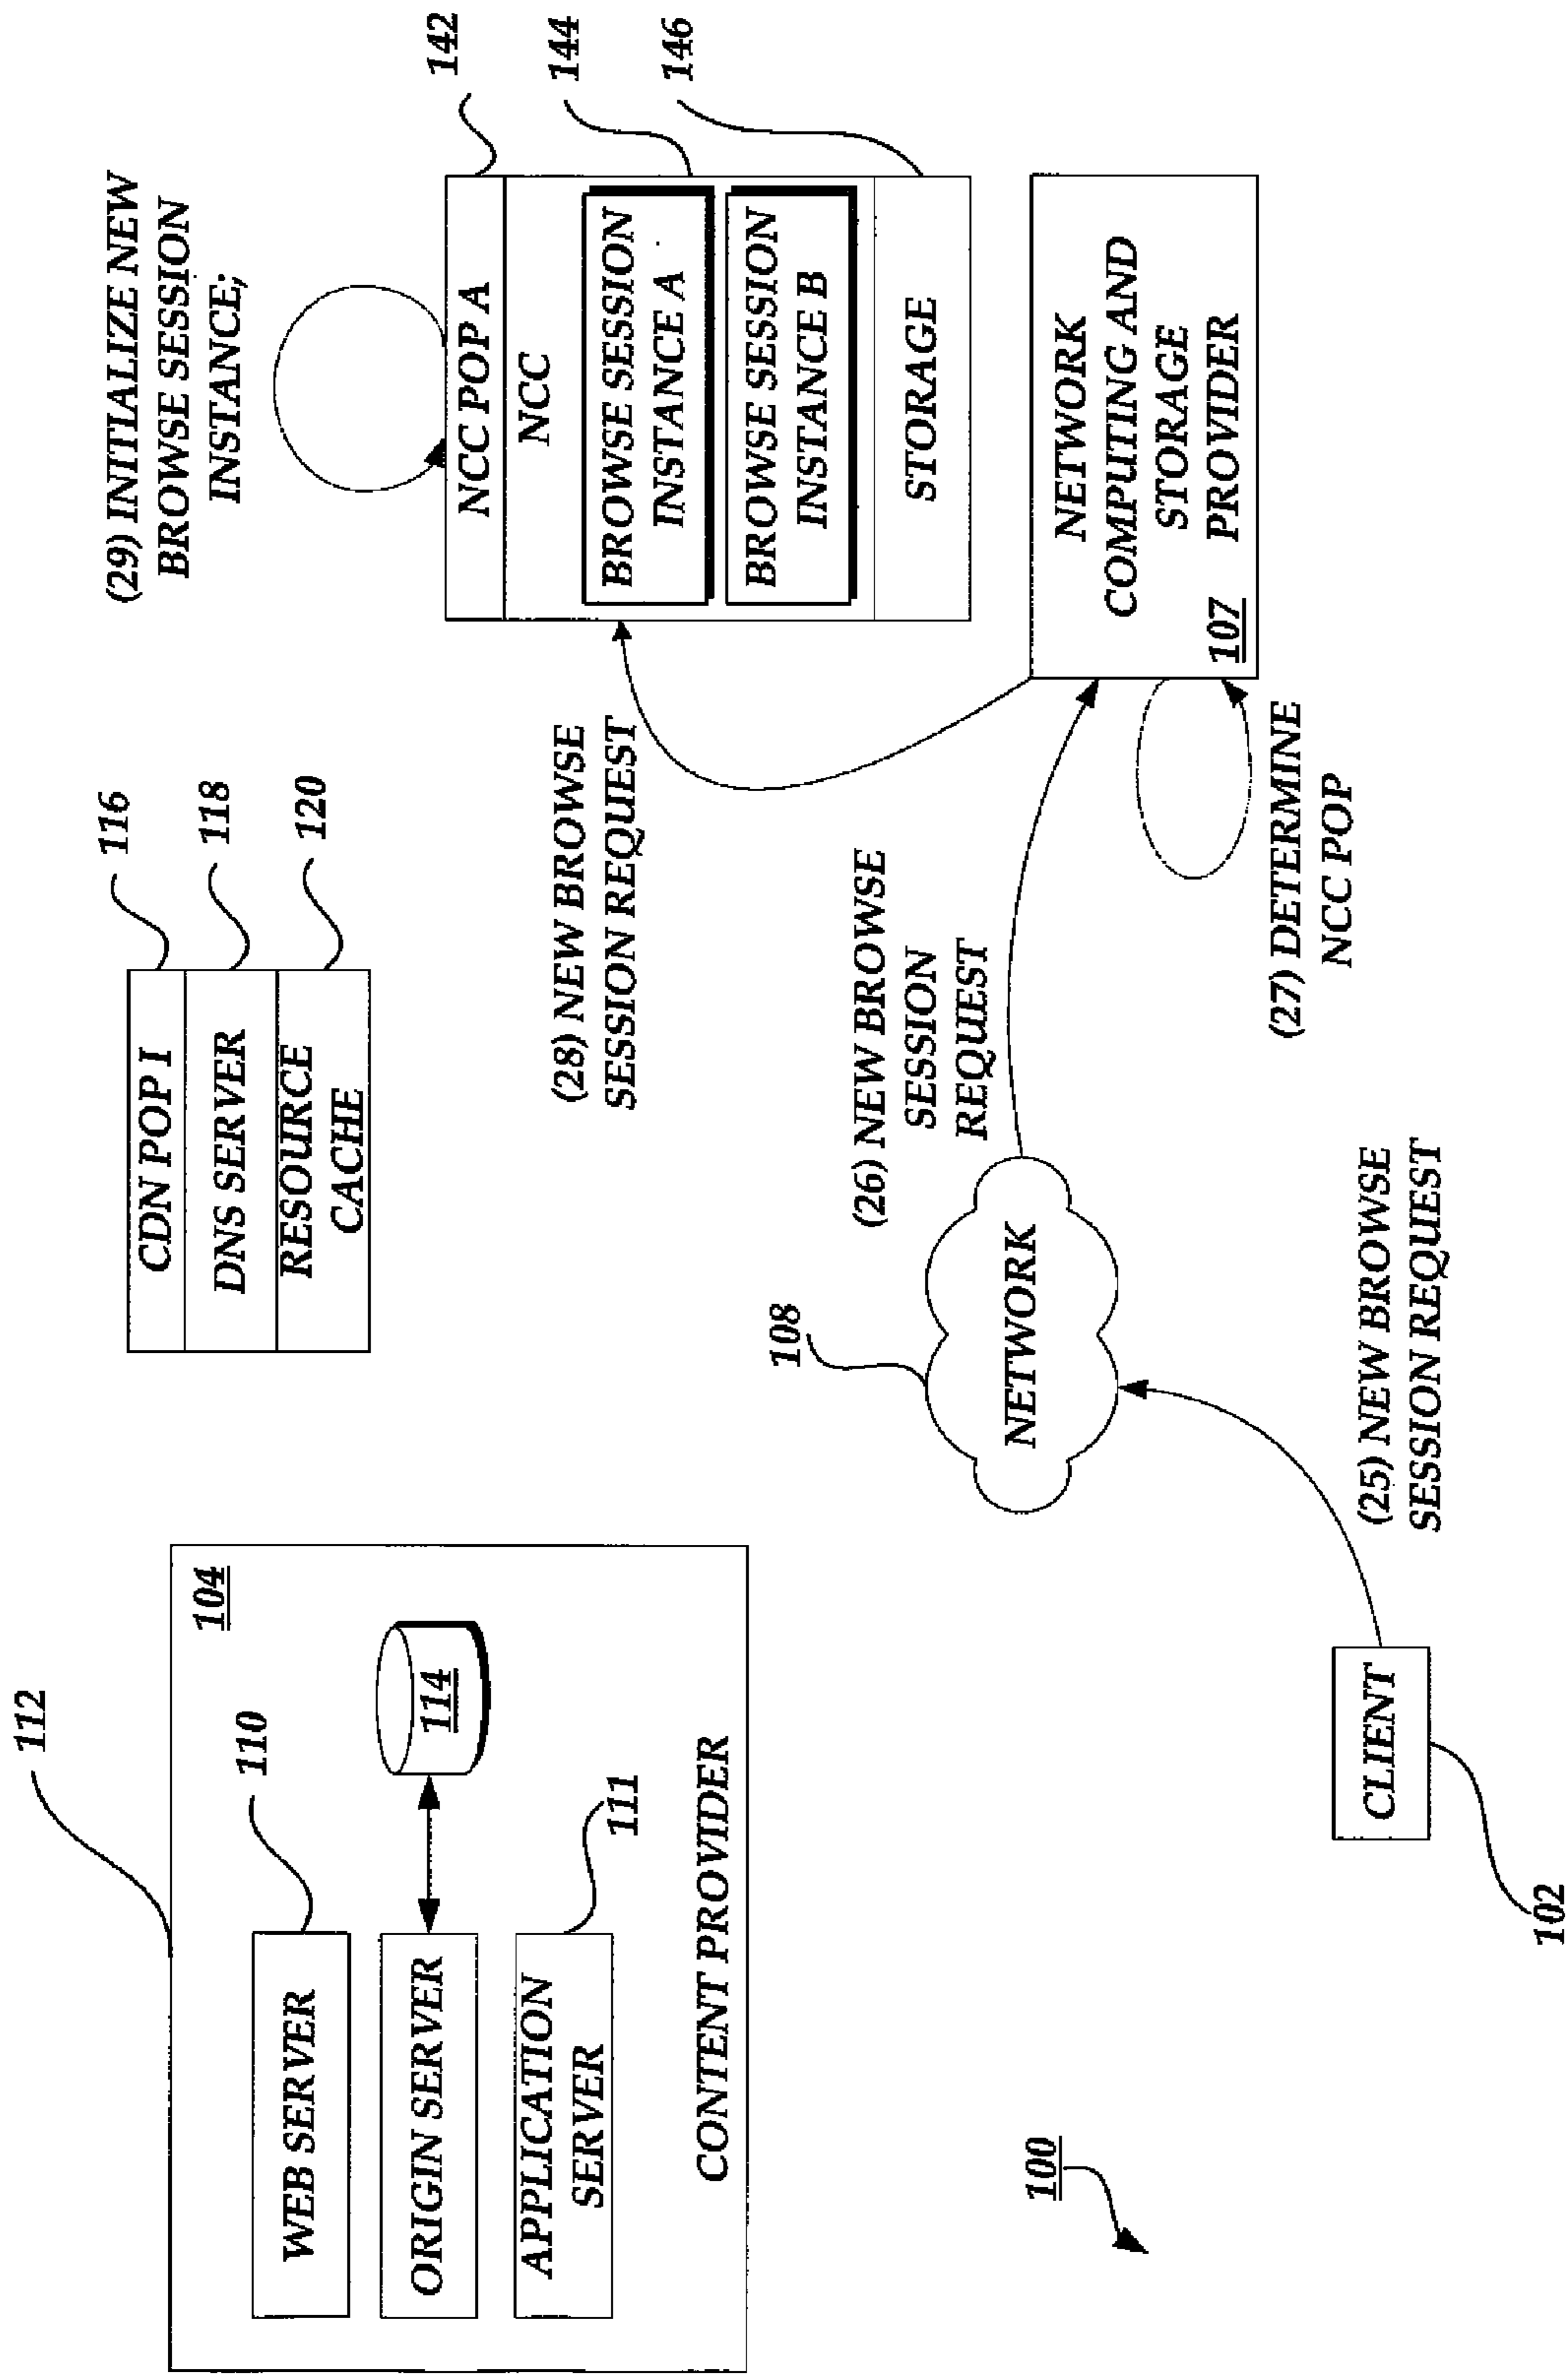 112
104
WEB SERVER
110
ORIGIN SERVER
114
APPLICATION
SERVER
111
CONTENT PROVIDER
CDN POP I
116
DNS SERVER
118
RESOURCE
CACHE
120
(29) INITIALIZE NEW
BROWSE SESSION
INSTANCE;
NCC POP A
142
NCC
BROWSE SESSION
INSTANCE A
144
BROWSE SESSION
INSTANCE B
STORAGE
146
(28) NEW BROWSE
SESSION REQUEST
108
NETWORK
(26) NEW BROWSE
SESSION
REQUEST
NETWORK
COMPUTING AND
STORAGE
PROVIDER
107
(27) DETERMINE
NCC POP
(25) NEW BROWSE
SESSION REQUEST
CLIENT
102
100